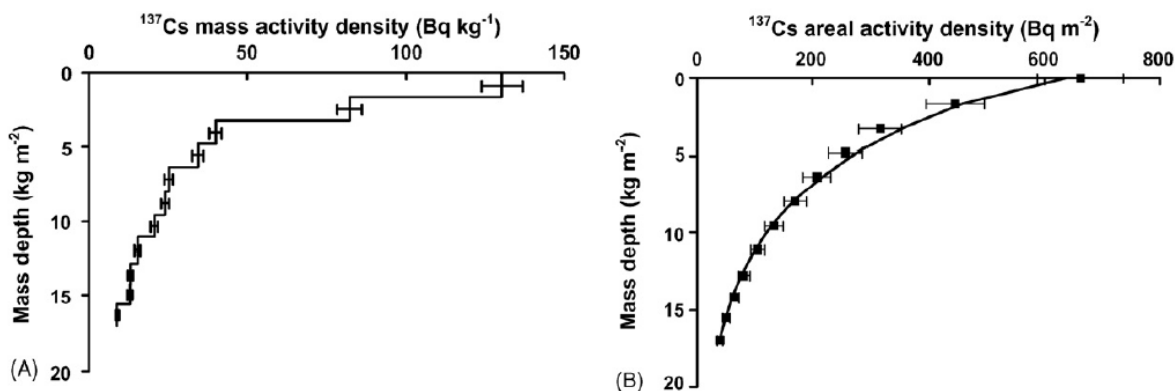 ¹³⁷Cs mass activity density (Bq kg⁻¹)
0 50 100 150
0
5
10
15
20
Mass depth (kg m⁻²)
(A)
¹³⁷Cs areal activity density (Bq m⁻²)
0 200 400 600 800
0
5
10
15
20
Mass depth (kg m⁻²)
(B)